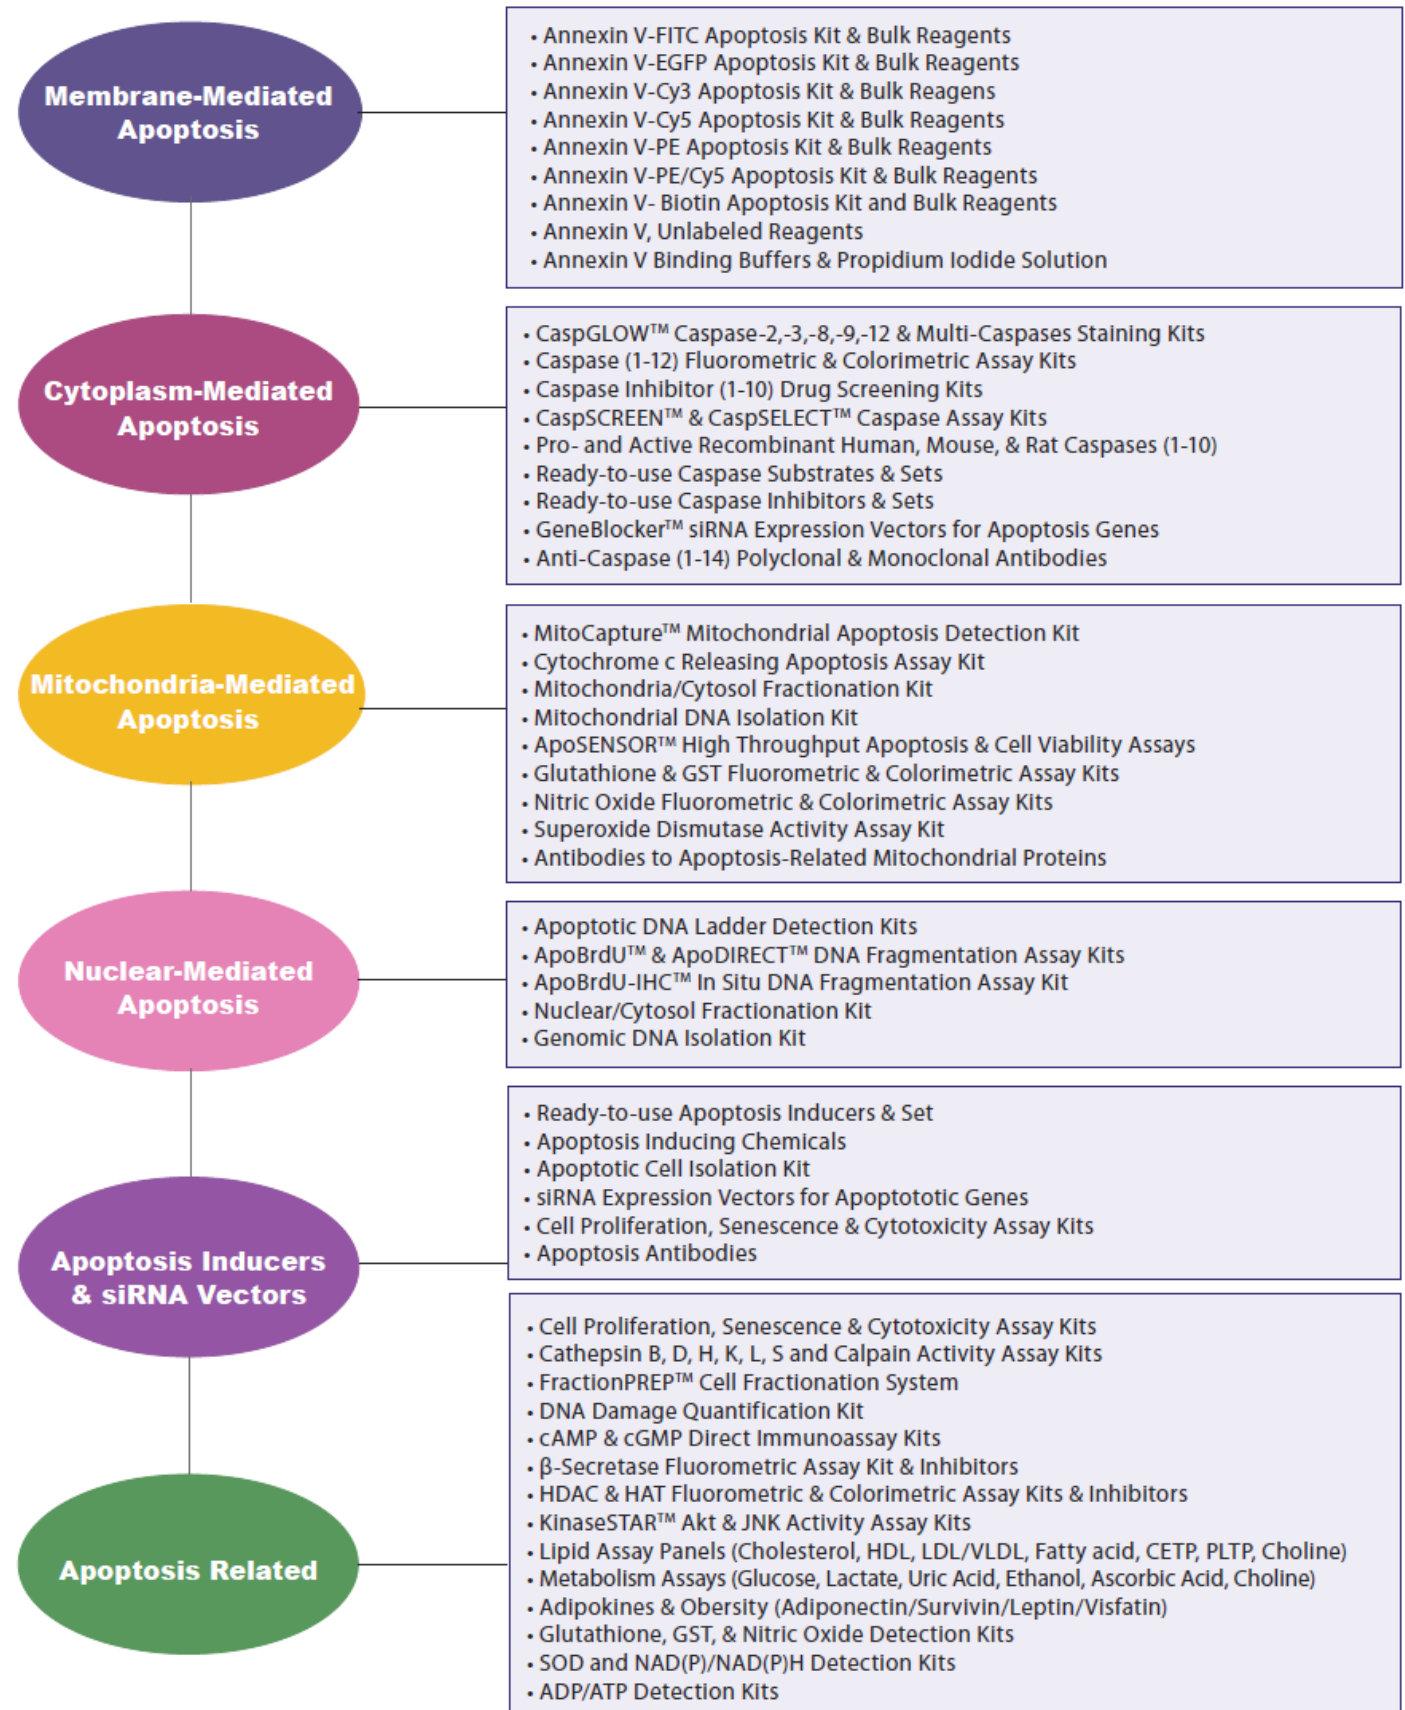 Membrane-Mediated
Apoptosis
• Annexin V-FITC Apoptosis Kit & Bulk Reagents
• Annexin V-EGFP Apoptosis Kit & Bulk Reagents
• Annexin V-Cy3 Apoptosis Kit & Bulk Reagens
• Annexin V-Cy5 Apoptosis Kit & Bulk Reagents
• Annexin V-PE Apoptosis Kit & Bulk Reagents
• Annexin V-PE/Cy5 Apoptosis Kit & Bulk Reagents
• Annexin V- Biotin Apoptosis Kit and Bulk Reagents
• Annexin V, Unlabeled Reagents
• Annexin V Binding Buffers & Propidium Iodide Solution
Cytoplasm-Mediated
Apoptosis
• CaspGLOW™ Caspase-2,-3,-8,-9,-12 & Multi-Caspases Staining Kits
• Caspase (1-12) Fluorometric & Colorimetric Assay Kits
• Caspase Inhibitor (1-10) Drug Screening Kits
• CaspSCREEN™ & CaspSELECT™ Caspase Assay Kits
• Pro- and Active Recombinant Human, Mouse, & Rat Caspases (1-10)
• Ready-to-use Caspase Substrates & Sets
• Ready-to-use Caspase Inhibitors & Sets
• GeneBlocker™ siRNA Expression Vectors for Apoptosis Genes
• Anti-Caspase (1-14) Polyclonal & Monoclonal Antibodies
Mitochondria-Mediated
Apoptosis
• MitoCapture™ Mitochondrial Apoptosis Detection Kit
• Cytochrome c Releasing Apoptosis Assay Kit
• Mitochondria/Cytosol Fractionation Kit
• Mitochondrial DNA Isolation Kit
• ApoSENSOR™ High Throughput Apoptosis & Cell Viability Assays
• Glutathione & GST Fluorometric & Colorimetric Assay Kits
• Nitric Oxide Fluorometric & Colorimetric Assay Kits
• Superoxide Dismutase Activity Assay Kit
• Antibodies to Apoptosis-Related Mitochondrial Proteins
Nuclear-Mediated
Apoptosis
• Apoptotic DNA Ladder Detection Kits
• ApoBrdU™ & ApoDIRECT™ DNA Fragmentation Assay Kits
• ApoBrdU-IHC™ In Situ DNA Fragmentation Assay Kit
• Nuclear/Cytosol Fractionation Kit
• Genomic DNA Isolation Kit
Apoptosis Inducers
& siRNA Vectors
• Ready-to-use Apoptosis Inducers & Set
• Apoptosis Inducing Chemicals
• Apoptotic Cell Isolation Kit
• siRNA Expression Vectors for Apoptototic Genes
• Cell Proliferation, Senescence & Cytotoxicity Assay Kits
• Apoptosis Antibodies
Apoptosis Related
• Cell Proliferation, Senescence & Cytotoxicity Assay Kits
• Cathepsin B, D, H, K, L, S and Calpain Activity Assay Kits
• FractionPREP™ Cell Fractionation System
• DNA Damage Quantification Kit
• cAMP & cGMP Direct Immunoassay Kits
• β-Secretase Fluorometric Assay Kit & Inhibitors
• HDAC & HAT Fluorometric & Colorimetric Assay Kits & Inhibitors
• KinaseSTAR™ Akt & JNK Activity Assay Kits
• Lipid Assay Panels (Cholesterol, HDL, LDL/VLDL, Fatty acid, CETP, PLTP, Choline)
• Metabolism Assays (Glucose, Lactate, Uric Acid, Ethanol, Ascorbic Acid, Choline)
• Adipokines & Obersity (Adiponectin/Survivin/Leptin/Visfatin)
• Glutathione, GST, & Nitric Oxide Detection Kits
• SOD and NAD(P)/NAD(P)H Detection Kits
• ADP/ATP Detection Kits